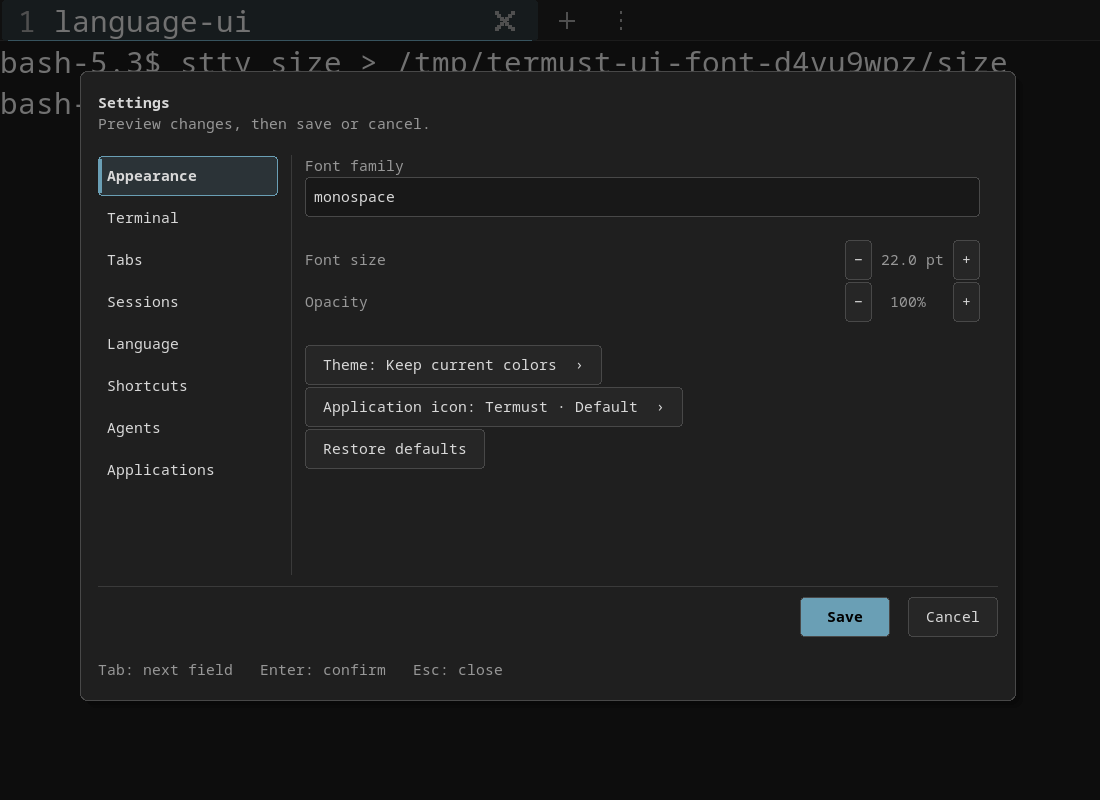 1 language-ui + ⋮
bash-5.3$ stty size > /tmp/termust-ui-font-d4yu9wpz/size
bash-
Settings
Preview changes, then save or cancel.
Appearance
Terminal
Tabs
Sessions
Language
Shortcuts
Agents
Applications
Font family
monospace
Font size − 22.0 pt +
Opacity − 100% +
Theme: Keep current colors ›
Application icon: Termust · Default ›
Restore defaults
Save Cancel
Tab: next field Enter: confirm Esc: close